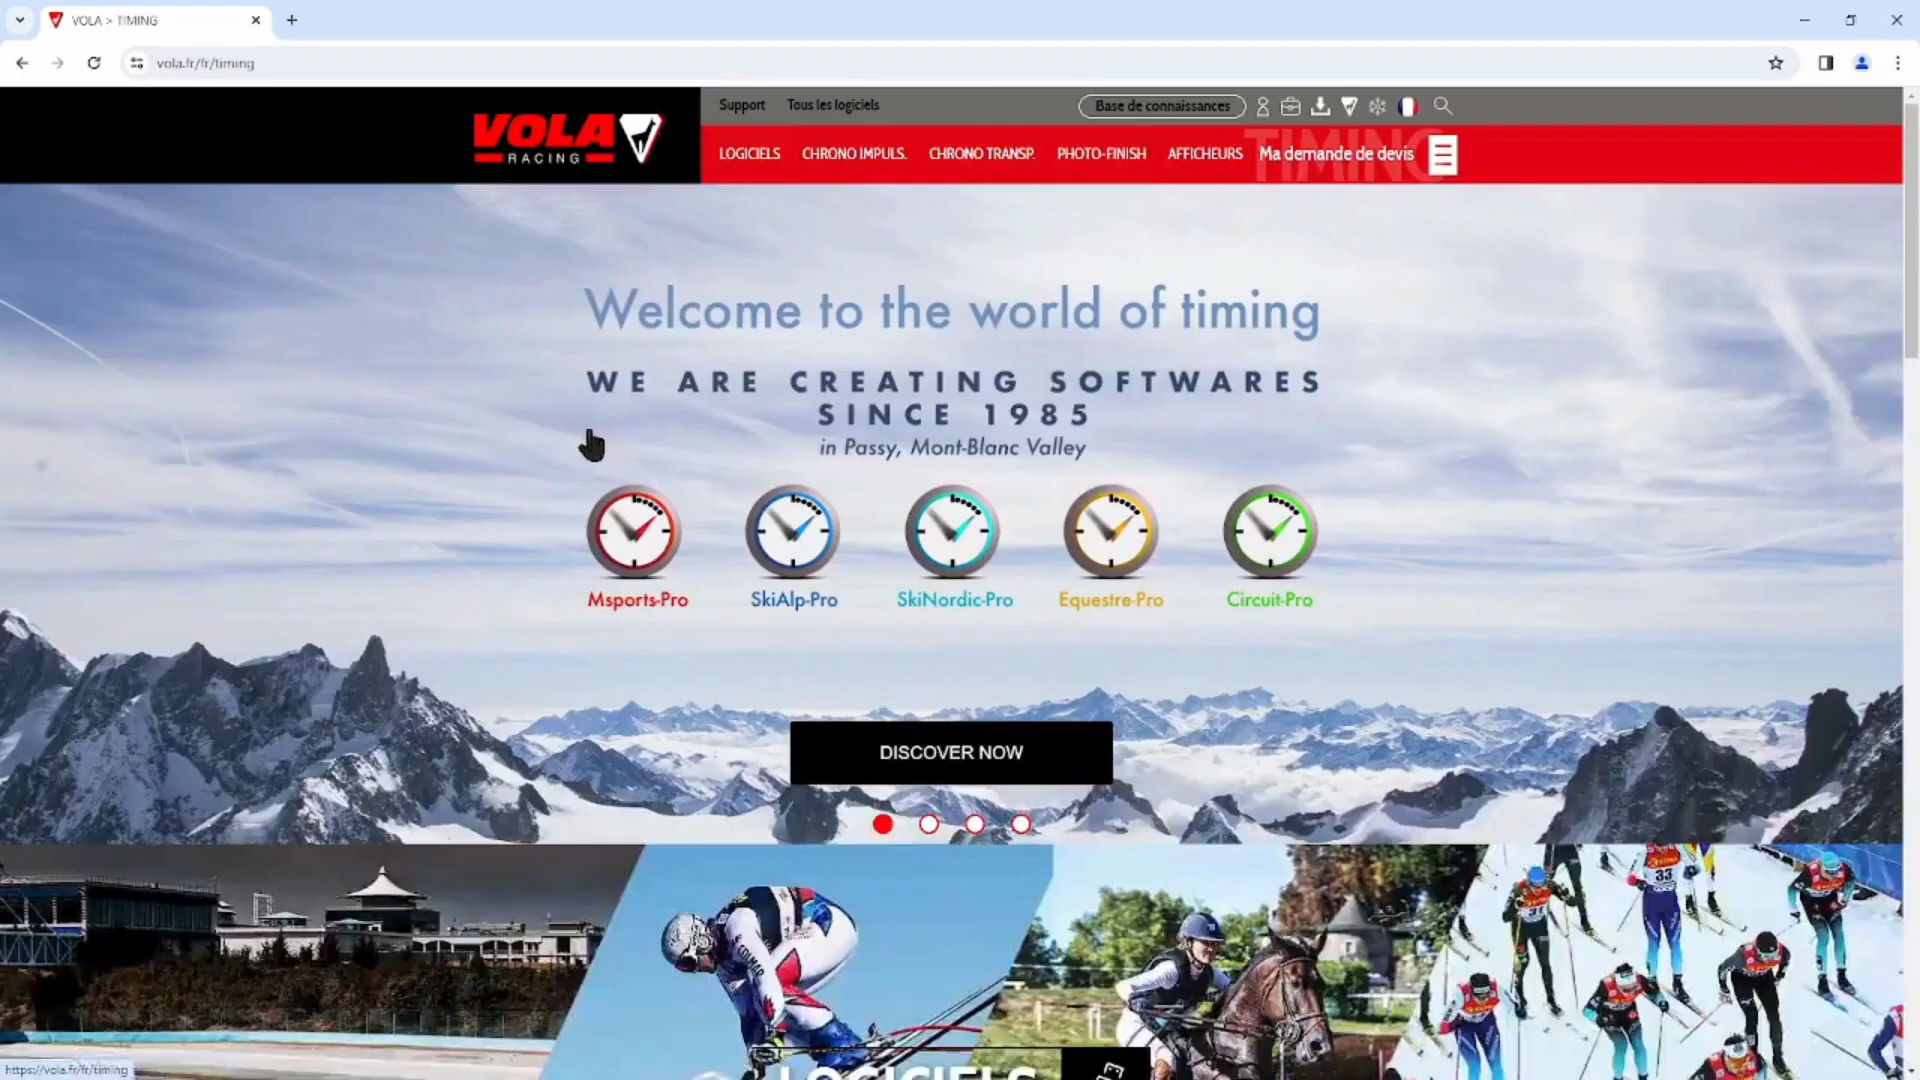 VOLA > TIMING
vola.fr/fr/timing
Support
Tous les logiciels
Base de connaissances
VOLA
RACING
TIMING
LOGICIELS
CHRONO IMPULS.
CHRONO TRANSP.
PHOTO-FINISH
AFFICHEURS
Ma demande de devis
Welcome to the world of timing
WE ARE CREATING SOFTWARES
SINCE 1985
in Passy, Mont-Blanc Valley
Msports-Pro
SkiAlp-Pro
SkiNordic-Pro
Equestre-Pro
Circuit-Pro
DISCOVER NOW
33
LOGICIELS
https://vola.fr/fr/timing